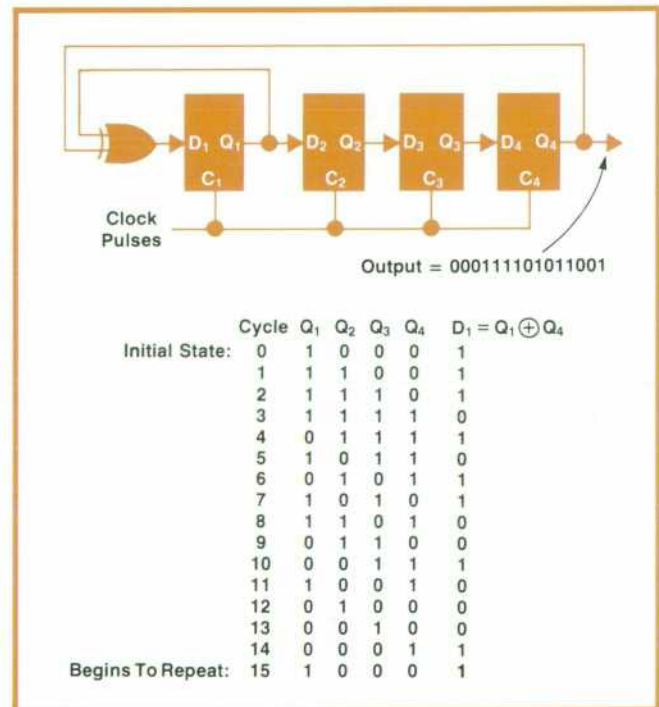 D₁ Q₁ D₂ Q₂ D₃ Q₃ D₄ Q₄
C₁ C₂ C₃ C₄
Clock
Pulses
Output = 000111101011001
Cycle Q₁ Q₂ Q₃ Q₄ D₁ = Q₁ ⊕ Q₄
Initial State: 0 1 0 0 0 1
1 1 1 0 0 1
2 1 1 1 0 1
3 1 1 1 1 0
4 0 1 1 1 1
5 1 0 1 1 0
6 0 1 0 1 1
7 1 0 1 0 1
8 1 1 0 1 0
9 0 1 1 0 0
10 0 0 1 1 1
11 1 0 0 1 0
12 0 1 0 0 0
13 0 0 1 0 0
14 0 0 0 1 1
Begins To Repeat: 15 1 0 0 0 1